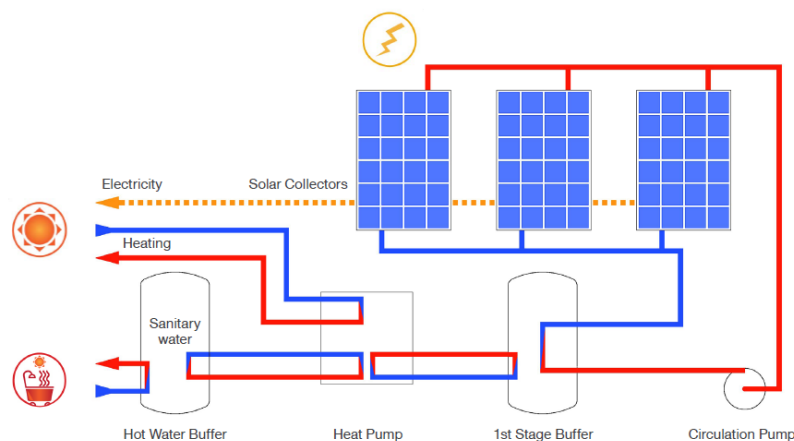 Electricity
Solar Collectors
Heating
Sanitary
water
Hot Water Buffer
Heat Pump
1st Stage Buffer
Circulation Pump